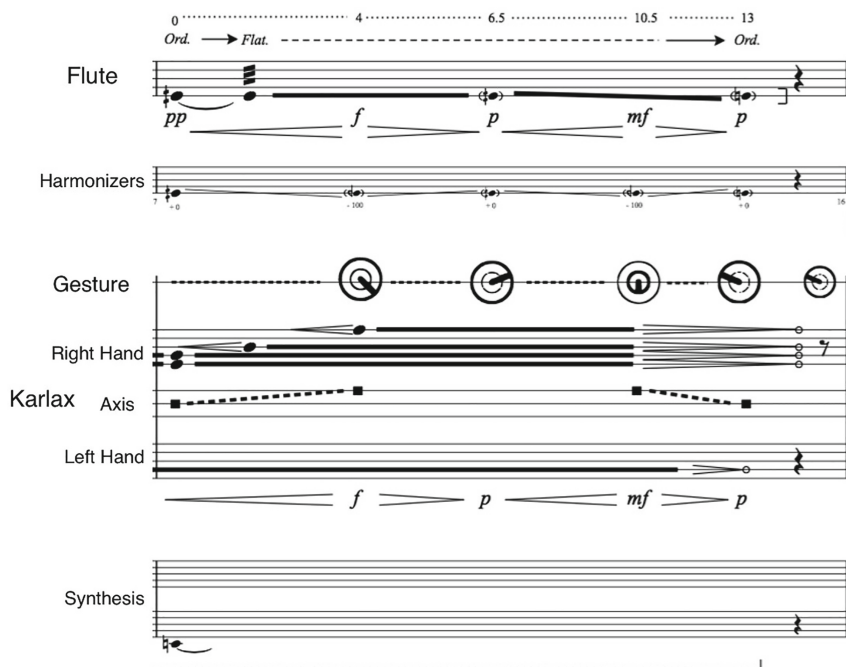 0 4 6.5 10.5 13
Ord. Flat. Ord.
Flute
pp f p mf p
Harmonizers
7 + 0 - 100 + 0 - 100 + 0 16
Gesture
Right Hand
Karlax Axis
Left Hand
f p mf p
Synthesis